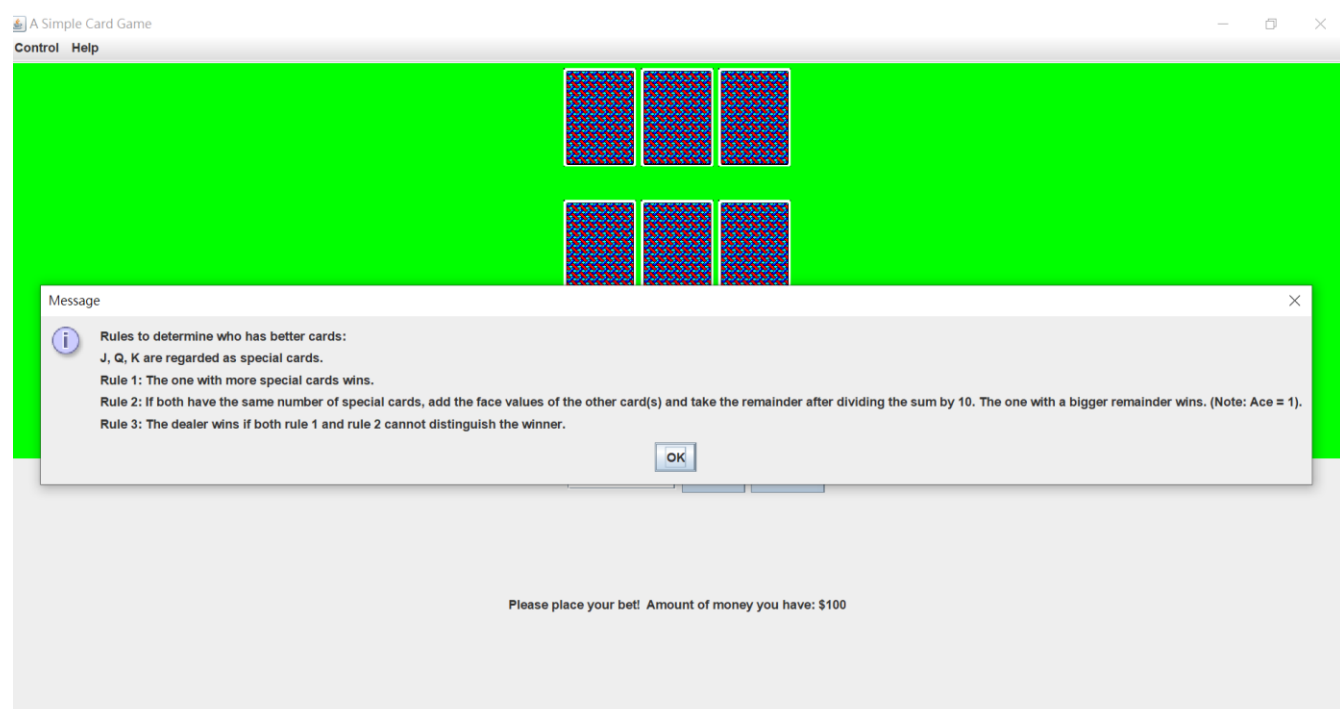 A Simple Card Game
Control Help
Message
Rules to determine who has better cards:
J, Q, K are regarded as special cards.
Rule 1: The one with more special cards wins.
Rule 2: If both have the same number of special cards, add the face values of the other card(s) and take the remainder after dividing the sum by 10. The one with a bigger remainder wins. (Note: Ace = 1).
Rule 3: The dealer wins if both rule 1 and rule 2 cannot distinguish the winner.
OK
Please place your bet! Amount of money you have: $100